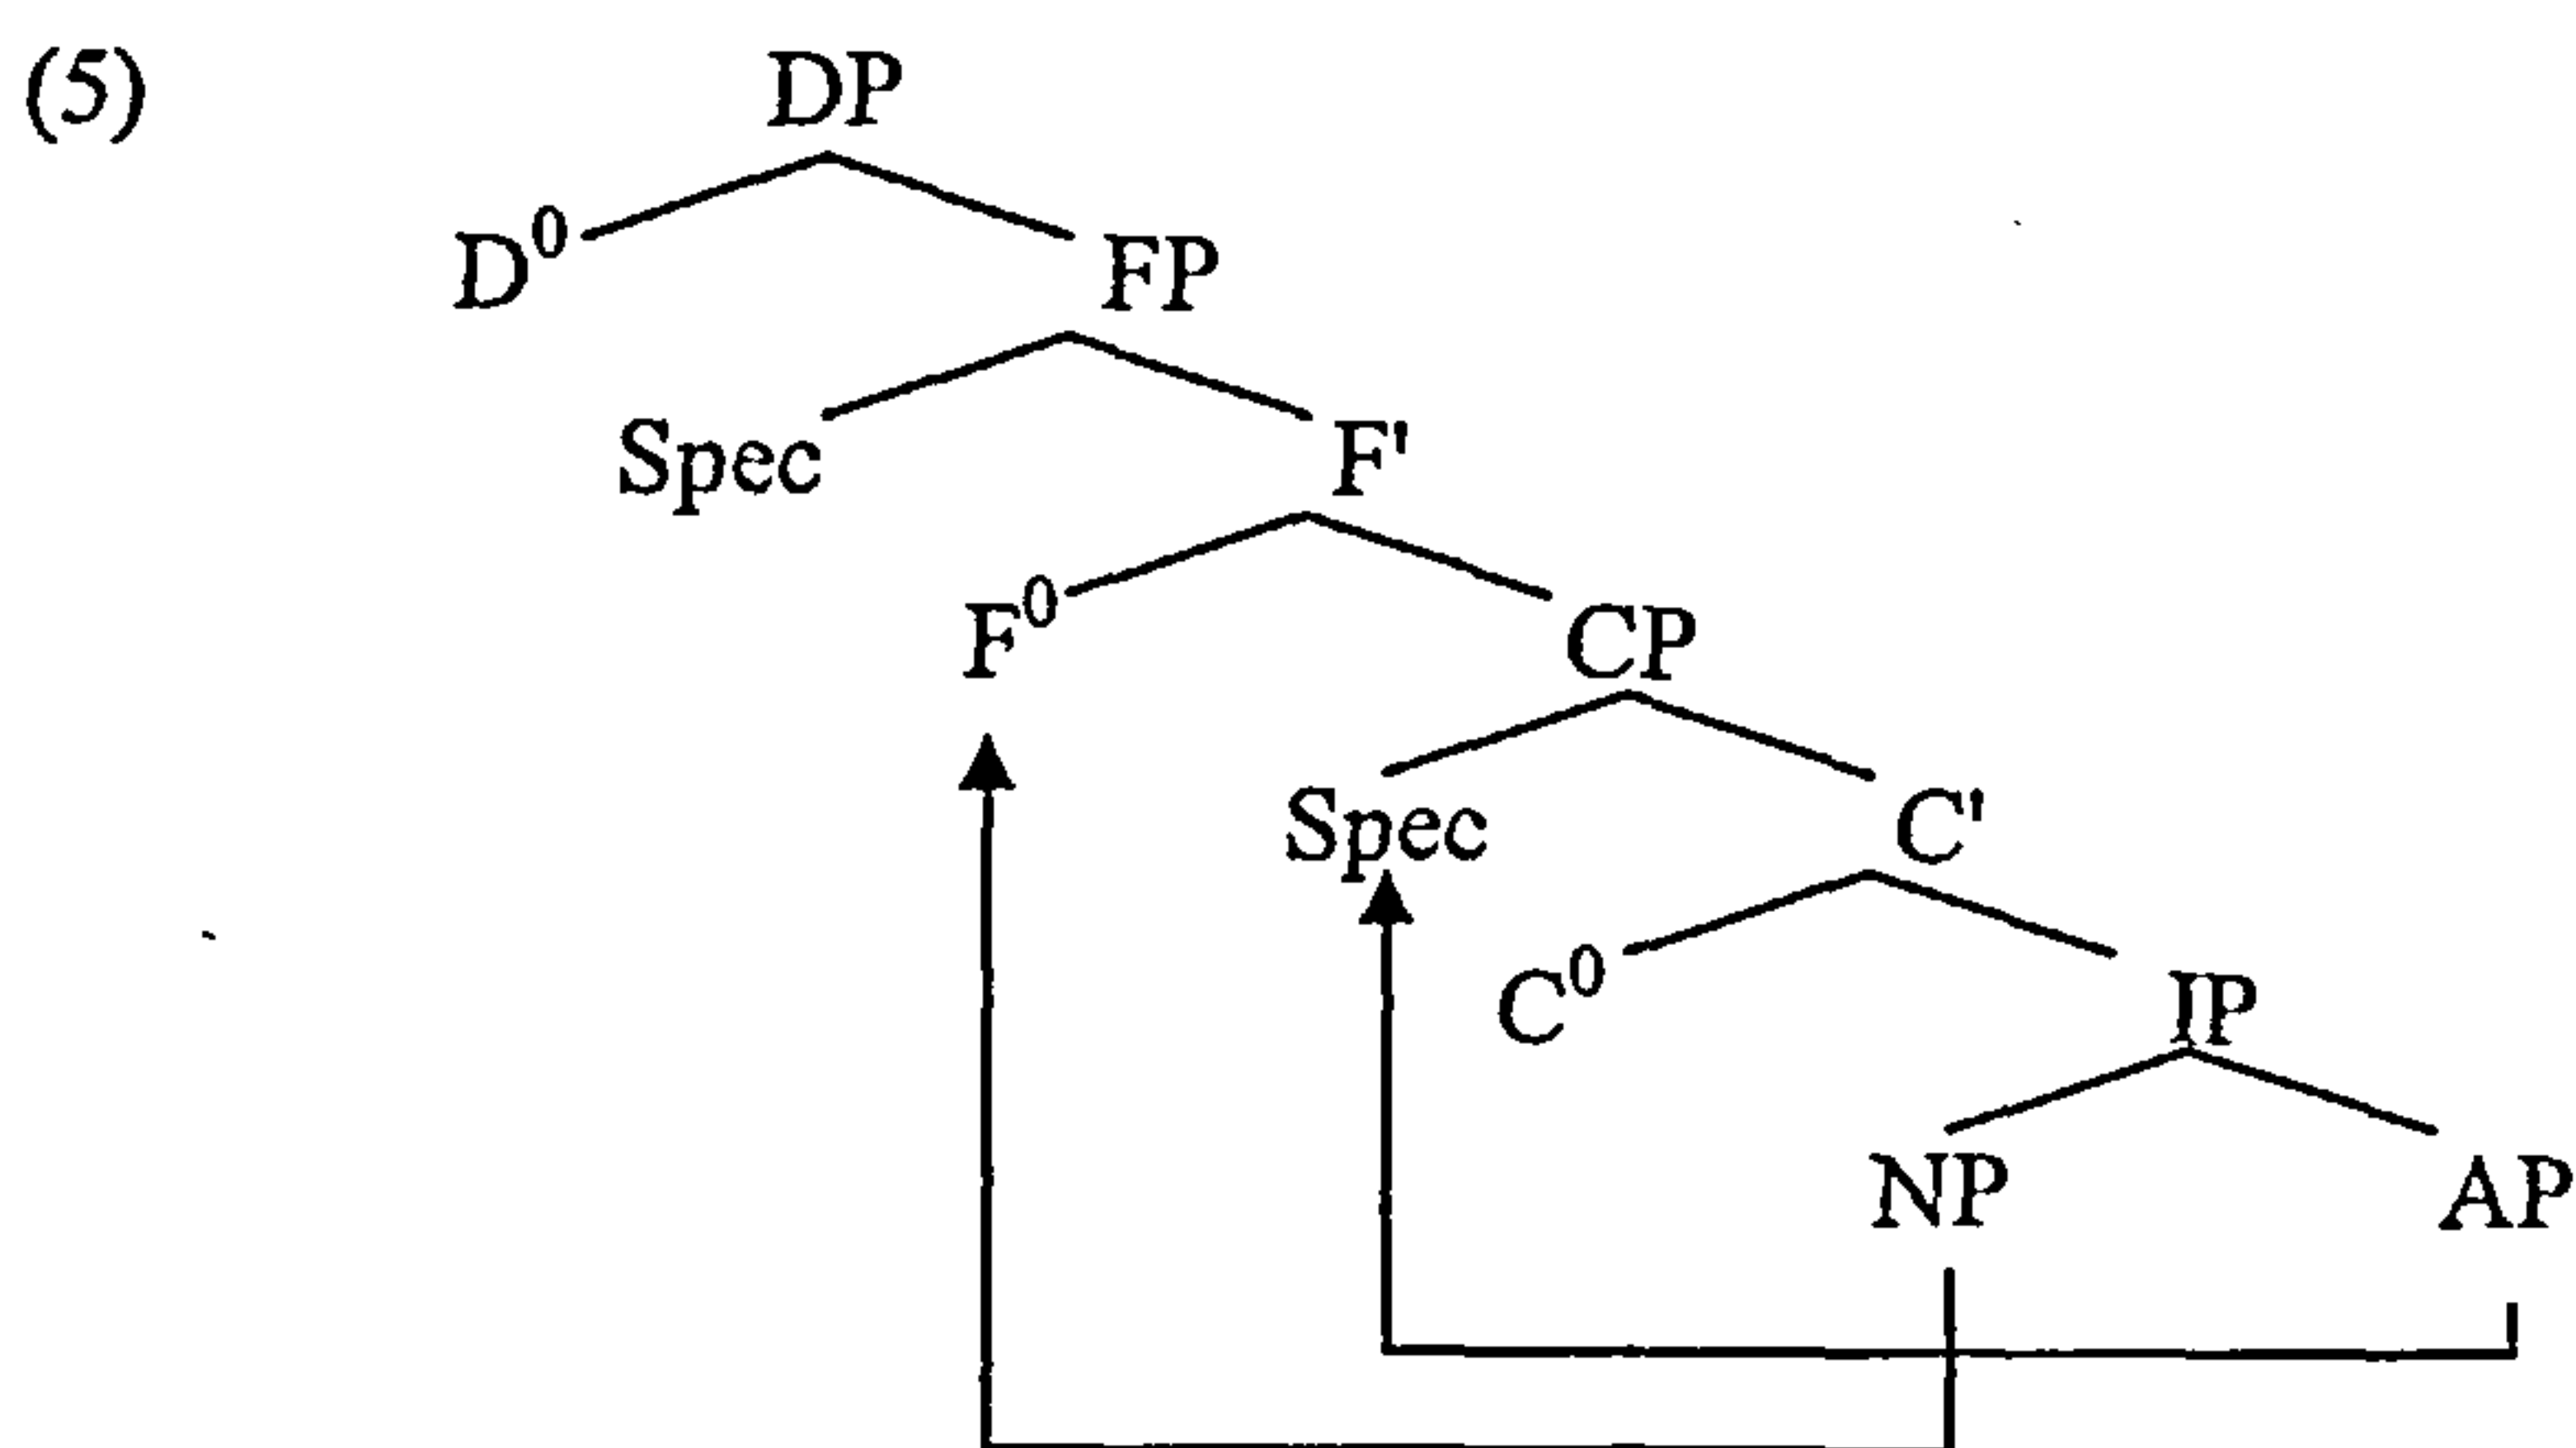 (5) DP
D⁰ FP
Spec F'
F⁰ CP
Spec C'
C⁰ IP
NP AP